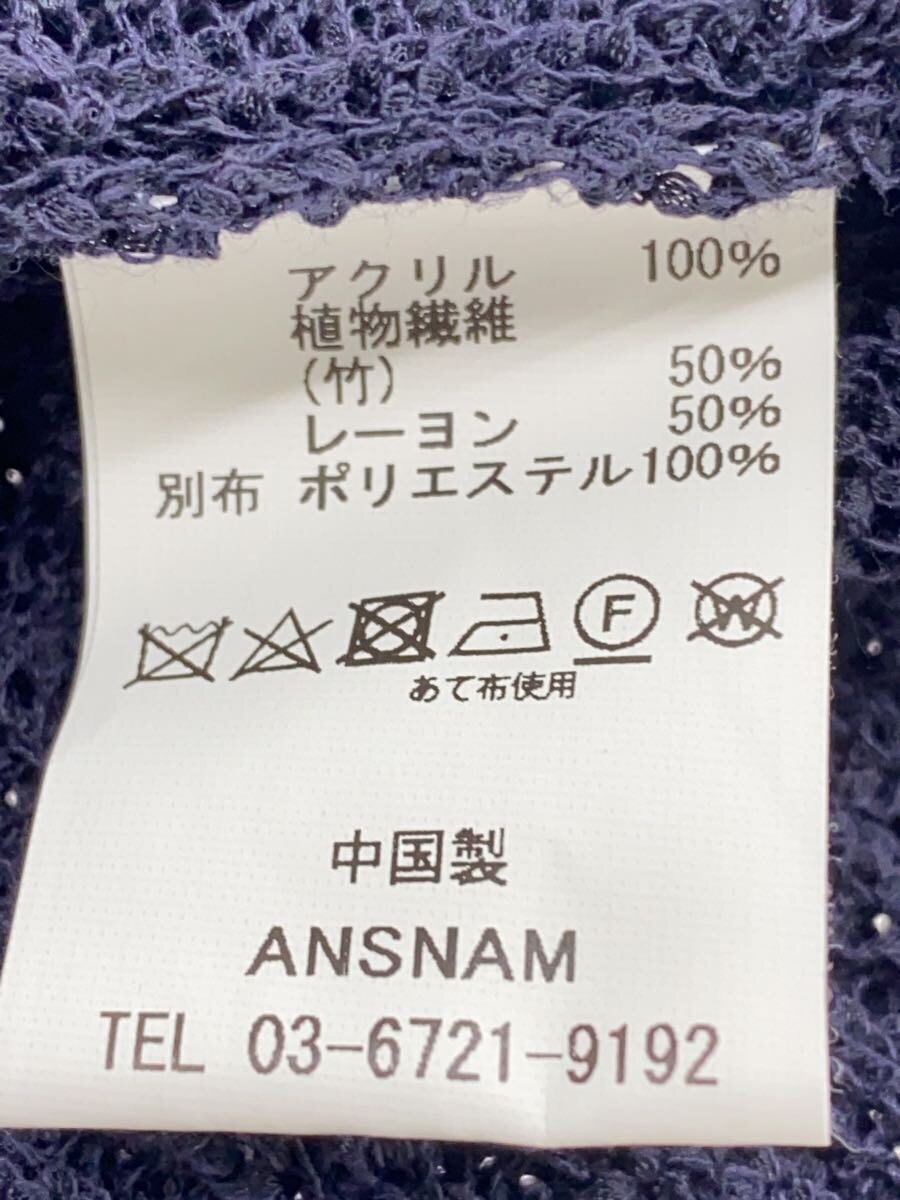 アクリル 100%
植物繊維
(竹) 50%
レーヨン 50%
別布 ポリエステル100%
F W
あて布使用
中国製
ANSNAM
TEL 03-6721-9192